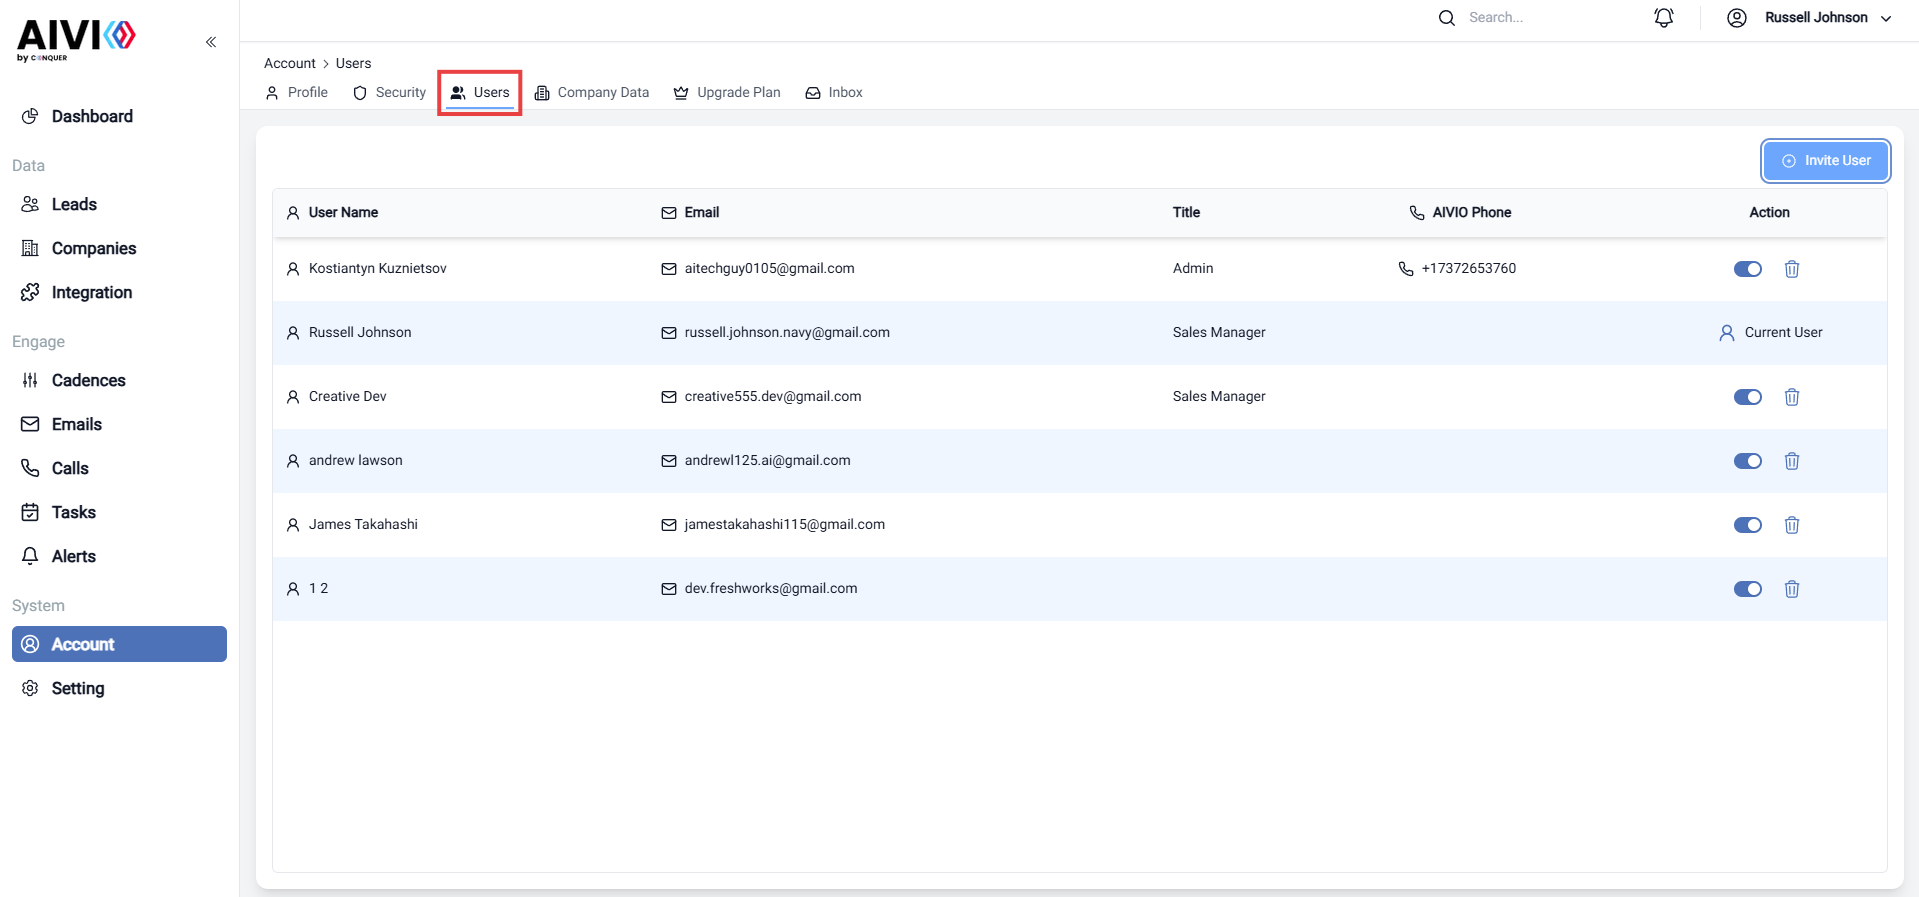 AIVIO
by CONQUER
Search...
Russell Johnson
Account > Users
Profile
Security
Users
Company Data
Upgrade Plan
Inbox
Dashboard
Data
Leads
Companies
Integration
Engage
Cadences
Emails
Calls
Tasks
Alerts
System
Account
Setting
Invite User
User Name Email Title AIVIO Phone Action
Kostiantyn Kuznietsov aitechguy0105@gmail.com Admin +17372653760
Russell Johnson russell.johnson.navy@gmail.com Sales Manager Current User
Creative Dev creative555.dev@gmail.com Sales Manager
andrew lawson andrewl125.ai@gmail.com
James Takahashi jamestakahashi115@gmail.com
1 2 dev.freshworks@gmail.com